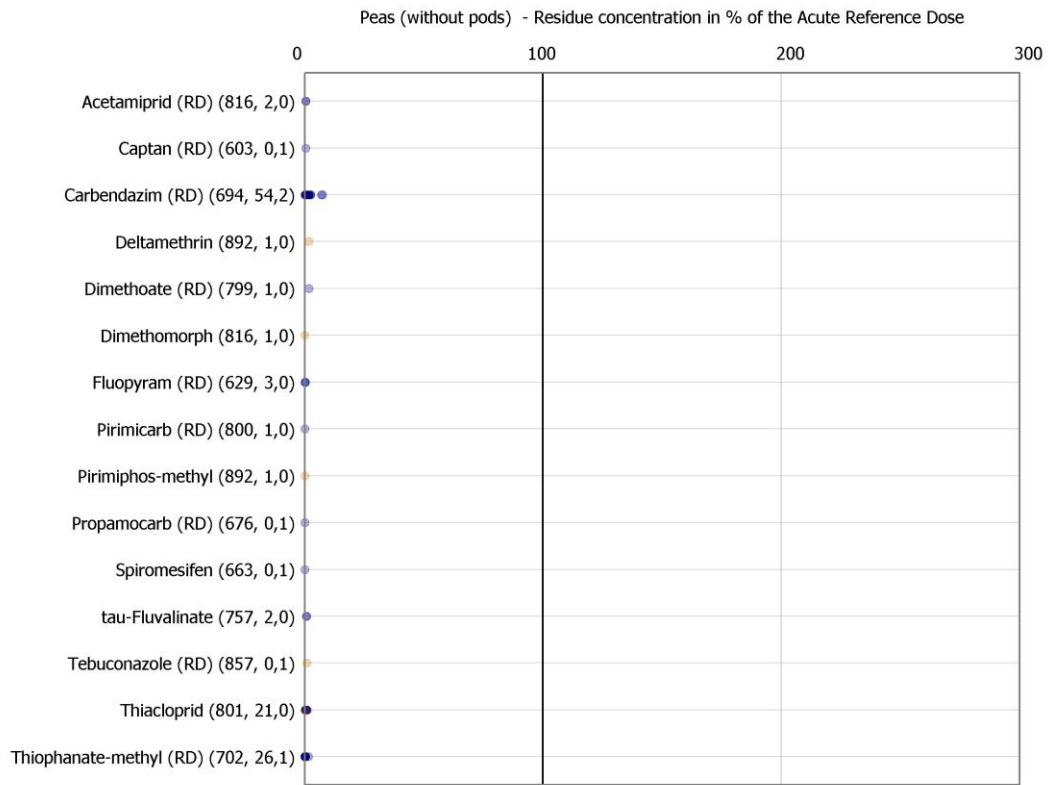 Peas (without pods) - Residue concentration in % of the Acute Reference Dose
0 100 200 300
Acetamiprid (RD) (816, 2,0)
Captan (RD) (603, 0,1)
Carbendazim (RD) (694, 54,2)
Deltamethrin (892, 1,0)
Dimethoate (RD) (799, 1,0)
Dimethomorph (816, 1,0)
Fluopyram (RD) (629, 3,0)
Pirimicarb (RD) (800, 1,0)
Pirimiphos-methyl (892, 1,0)
Propamocarb (RD) (676, 0,1)
Spiromesifen (663, 0,1)
tau-Fluvalinate (757, 2,0)
Tebuconazole (RD) (857, 0,1)
Thiacloprid (801, 21,0)
Thiophanate-methyl (RD) (702, 26,1)